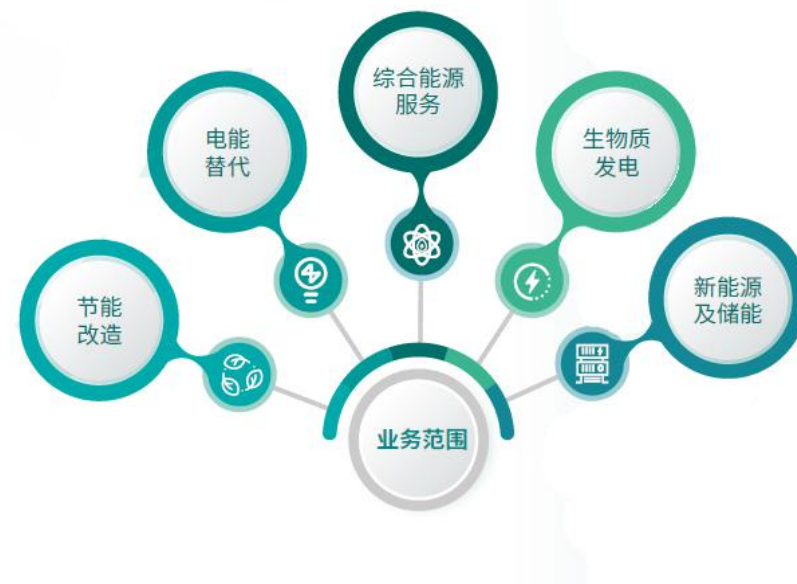 节能
改造
电能
替代
综合能源
服务
生物质
发电
新能源
及储能
业务范围